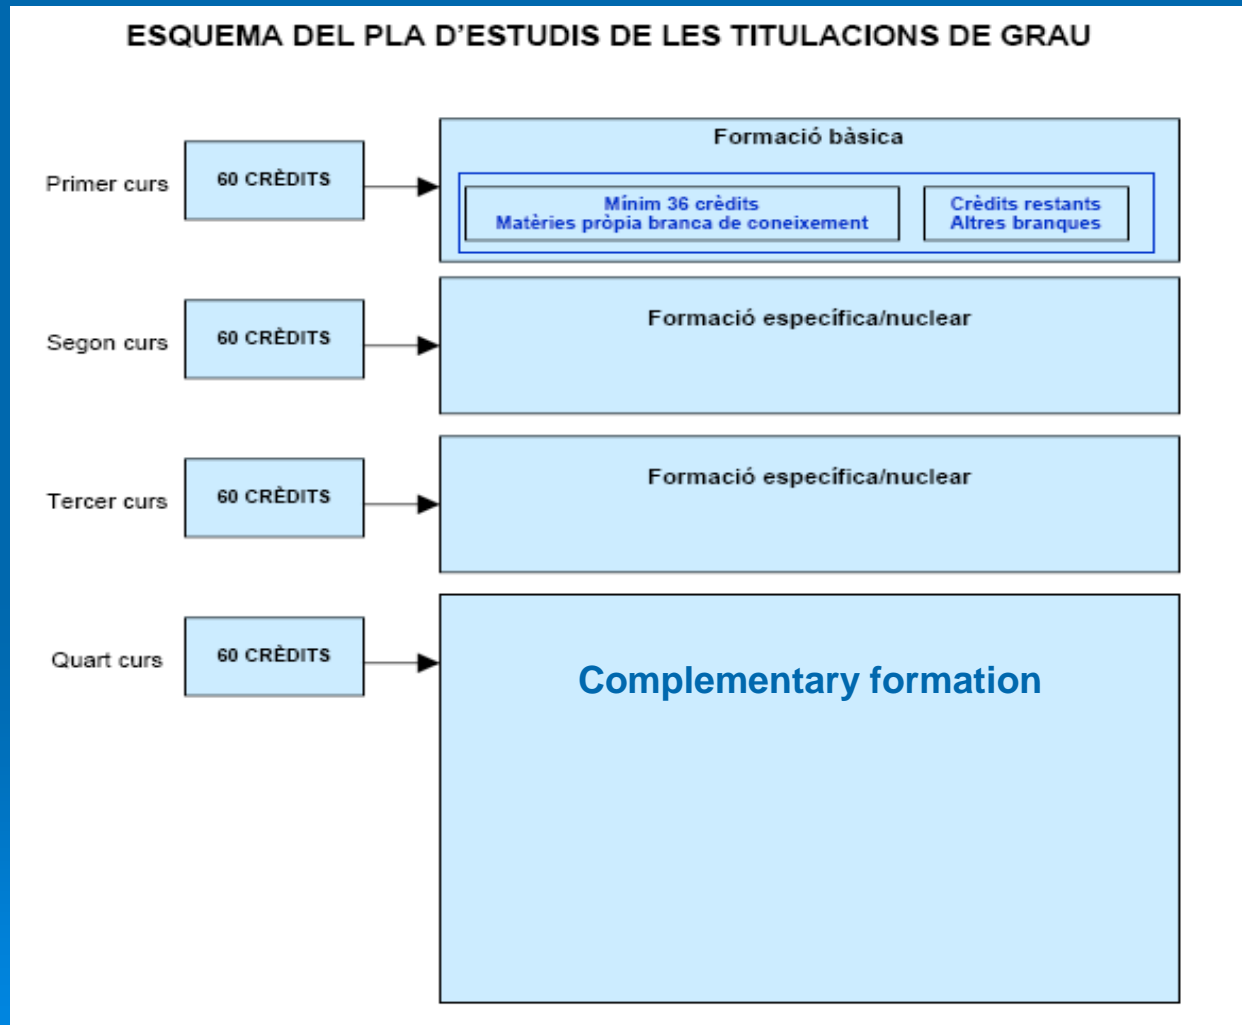 ESQUEMA DEL PLA D'ESTUDIS DE LES TITULACIONS DE GRAU
Primer curs
60 CRÈDITS
Formació bàsica
Mínim 36 crèdits
Matèries pròpia branca de coneixement
Crèdits restants
Altres branques
Segon curs
60 CRÈDITS
Formació específica/nuclear
Tercer curs
60 CRÈDITS
Formació específica/nuclear
Quart curs
60 CRÈDITS
Complementary formation